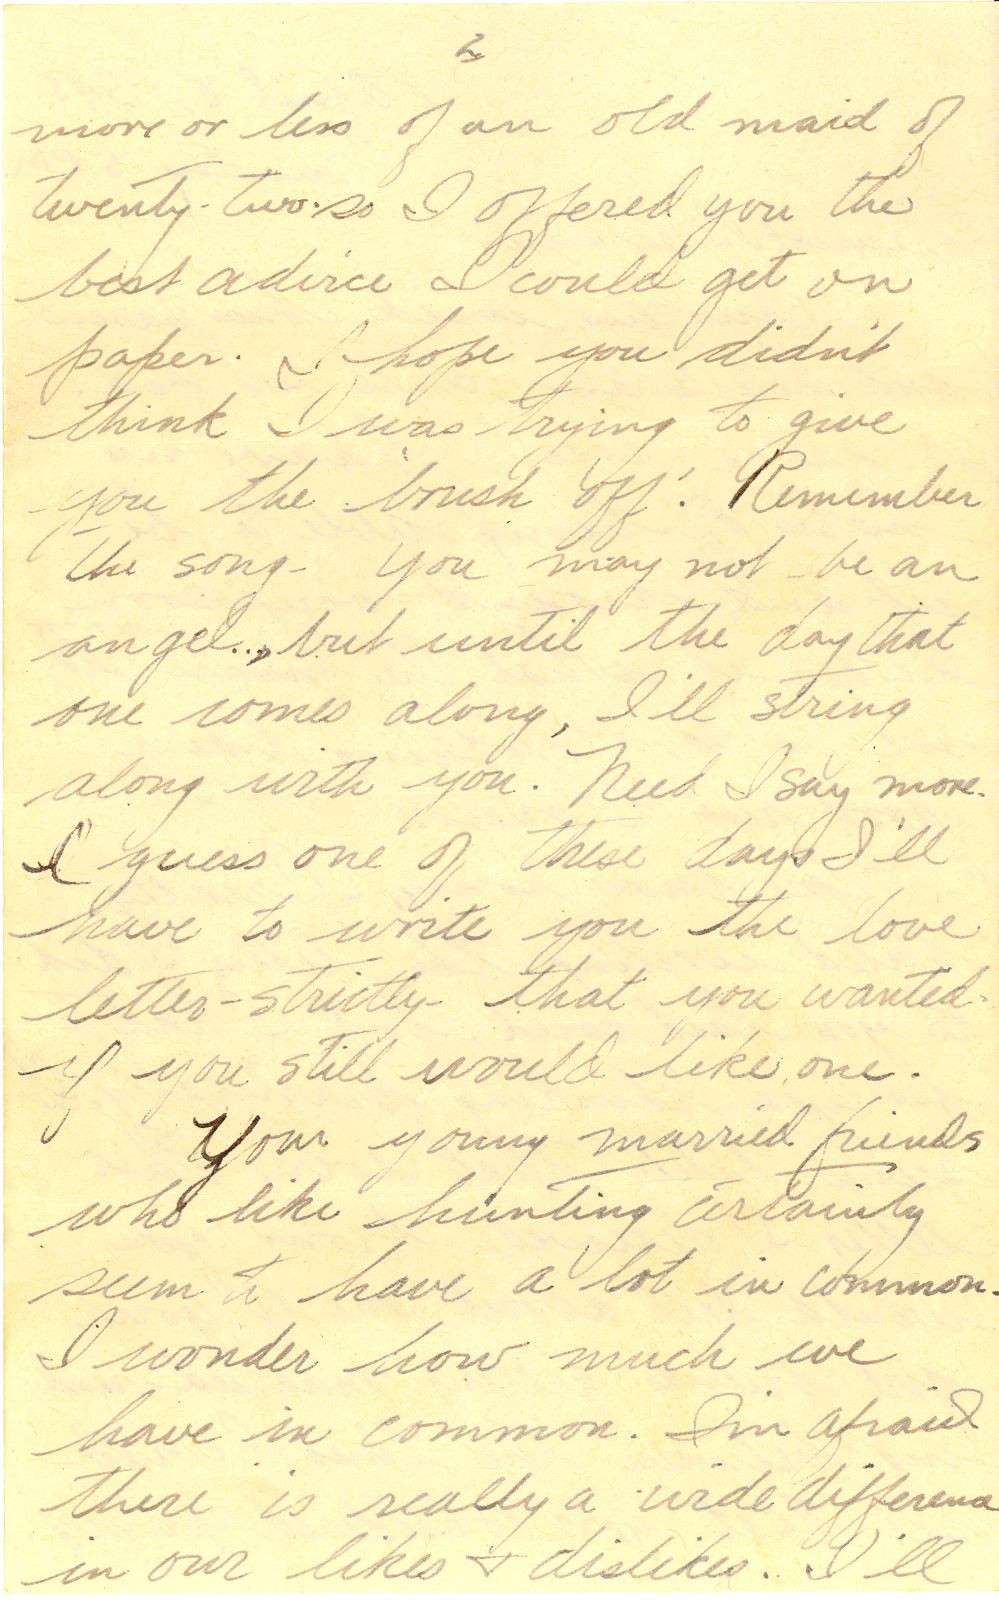 2
more or less of an old maid of
twenty-two-so I offered you the
best advice I could get on
paper. I hope you didn't
think I was trying to give
you the "brush off". Remember
the song - You may not be an
angel.., but until the day that
one comes along, I'll string
along with you. Need I say more.
I guess one of these days I'll
have to write you the love
letter-strictly- that you wanted-
if you still would like one.
Your young married friends
who like hunting certainly
seem to have a lot in common.
I wonder how much we
have in common. I'm afraid
there is really a wide difference
in our likes & dislikes. I'll